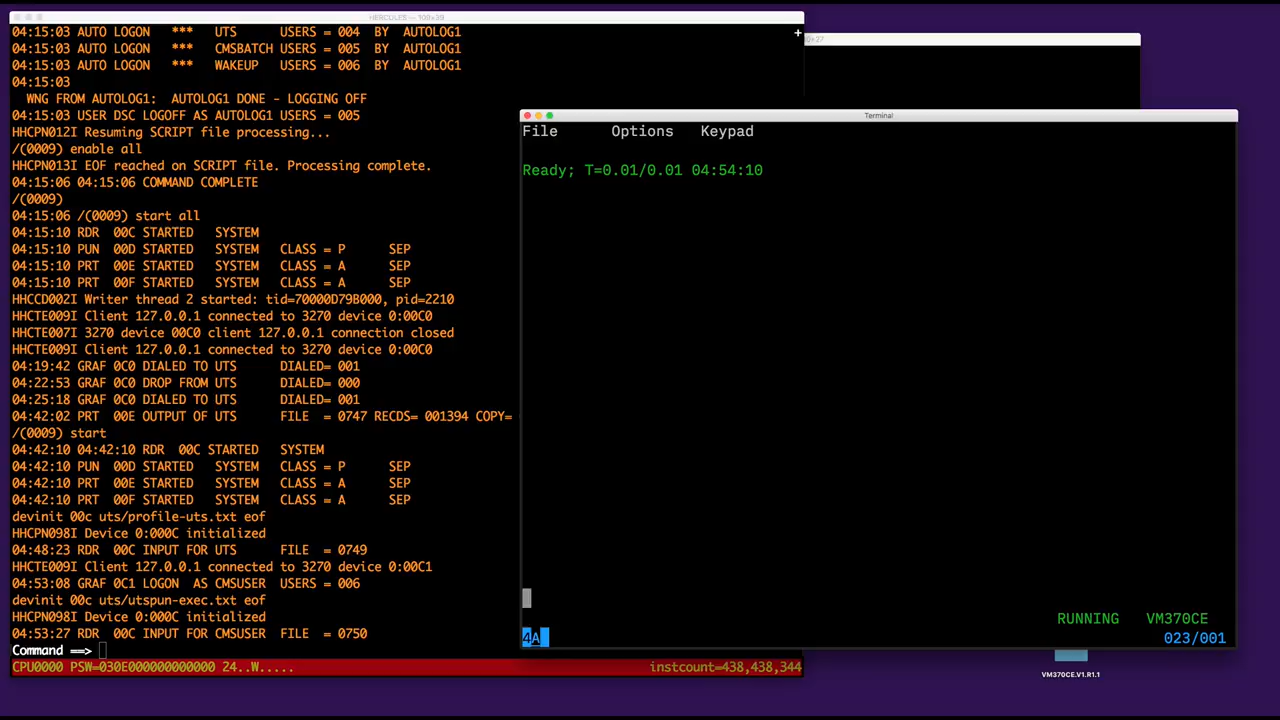 HERCULES — 100x39
04:15:03 AUTO LOGON   ***   UTS      USERS = 004  BY  AUTOLOG1
04:15:03 AUTO LOGON   ***   CMSBATCH USERS = 005  BY  AUTOLOG1
04:15:03 AUTO LOGON   ***   WAKEUP   USERS = 006  BY  AUTOLOG1
04:15:03
  WNG FROM AUTOLOG1:  AUTOLOG1 DONE - LOGGING OFF
04:15:03 USER DSC LOGOFF AS AUTOLOG1 USERS = 005
HHCPN012I Resuming SCRIPT file processing...
/(0009) enable all
HHCPN013I EOF reached on SCRIPT file. Processing complete.
04:15:06 04:15:06 COMMAND COMPLETE
/(0009)
04:15:06 /(0009) start all
04:15:10 RDR  00C STARTED   SYSTEM
04:15:10 PUN  00D STARTED   SYSTEM   CLASS = P      SEP
04:15:10 PRT  00E STARTED   SYSTEM   CLASS = A      SEP
04:15:10 PRT  00F STARTED   SYSTEM   CLASS = A      SEP
HHCCD002I Writer thread 2 started: tid=70000D79B000, pid=2210
HHCTE009I Client 127.0.0.1 connected to 3270 device 0:00C0
HHCTE007I 3270 device 00C0 client 127.0.0.1 connection closed
HHCTE009I Client 127.0.0.1 connected to 3270 device 0:00C0
04:19:42 GRAF 0C0 DIALED TO UTS      DIALED= 001
04:22:53 GRAF 0C0 DROP FROM UTS      DIALED= 000
04:25:18 GRAF 0C0 DIALED TO UTS      DIALED= 001
04:42:02 PRT  00E OUTPUT OF UTS      FILE  = 0747 RECDS= 001394 COPY=
/(0009) start
04:42:10 04:42:10 RDR  00C STARTED   SYSTEM
04:42:10 PUN  00D STARTED   SYSTEM   CLASS = P      SEP
04:42:10 PRT  00E STARTED   SYSTEM   CLASS = A      SEP
04:42:10 PRT  00F STARTED   SYSTEM   CLASS = A      SEP
devinit 00c uts/profile-uts.txt eof
HHCPN098I Device 0:000C initialized
04:48:23 RDR  00C INPUT FOR UTS      FILE  = 0749
HHCTE009I Client 127.0.0.1 connected to 3270 device 0:00C1
04:53:08 GRAF 0C1 LOGON  AS CMSUSER  USERS = 006
devinit 00c uts/utspun-exec.txt eof
HHCPN098I Device 0:000C initialized
04:53:27 RDR  00C INPUT FOR CMSUSER  FILE  = 0750
Command ==>
CPU0000 PSW=030E000000000000 24..W.....                instcount=438,438,344
Terminal
File       Options   Keypad
Ready; T=0.01/0.01 04:54:10
RUNNING   VM370CE
4A       023/001
VM370CE.V1.R1.1